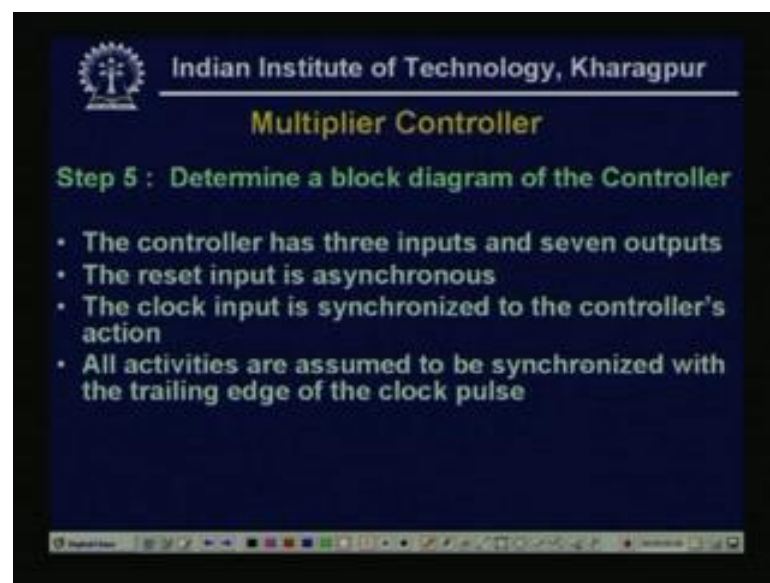 Indian Institute of Technology, Kharagpur
Multiplier Controller
Step 5 : Determine a block diagram of the Controller
• The controller has three inputs and seven outputs
• The reset input is asynchronous
• The clock input is synchronized to the controller's
action
• All activities are assumed to be synchronized with
the trailing edge of the clock pulse